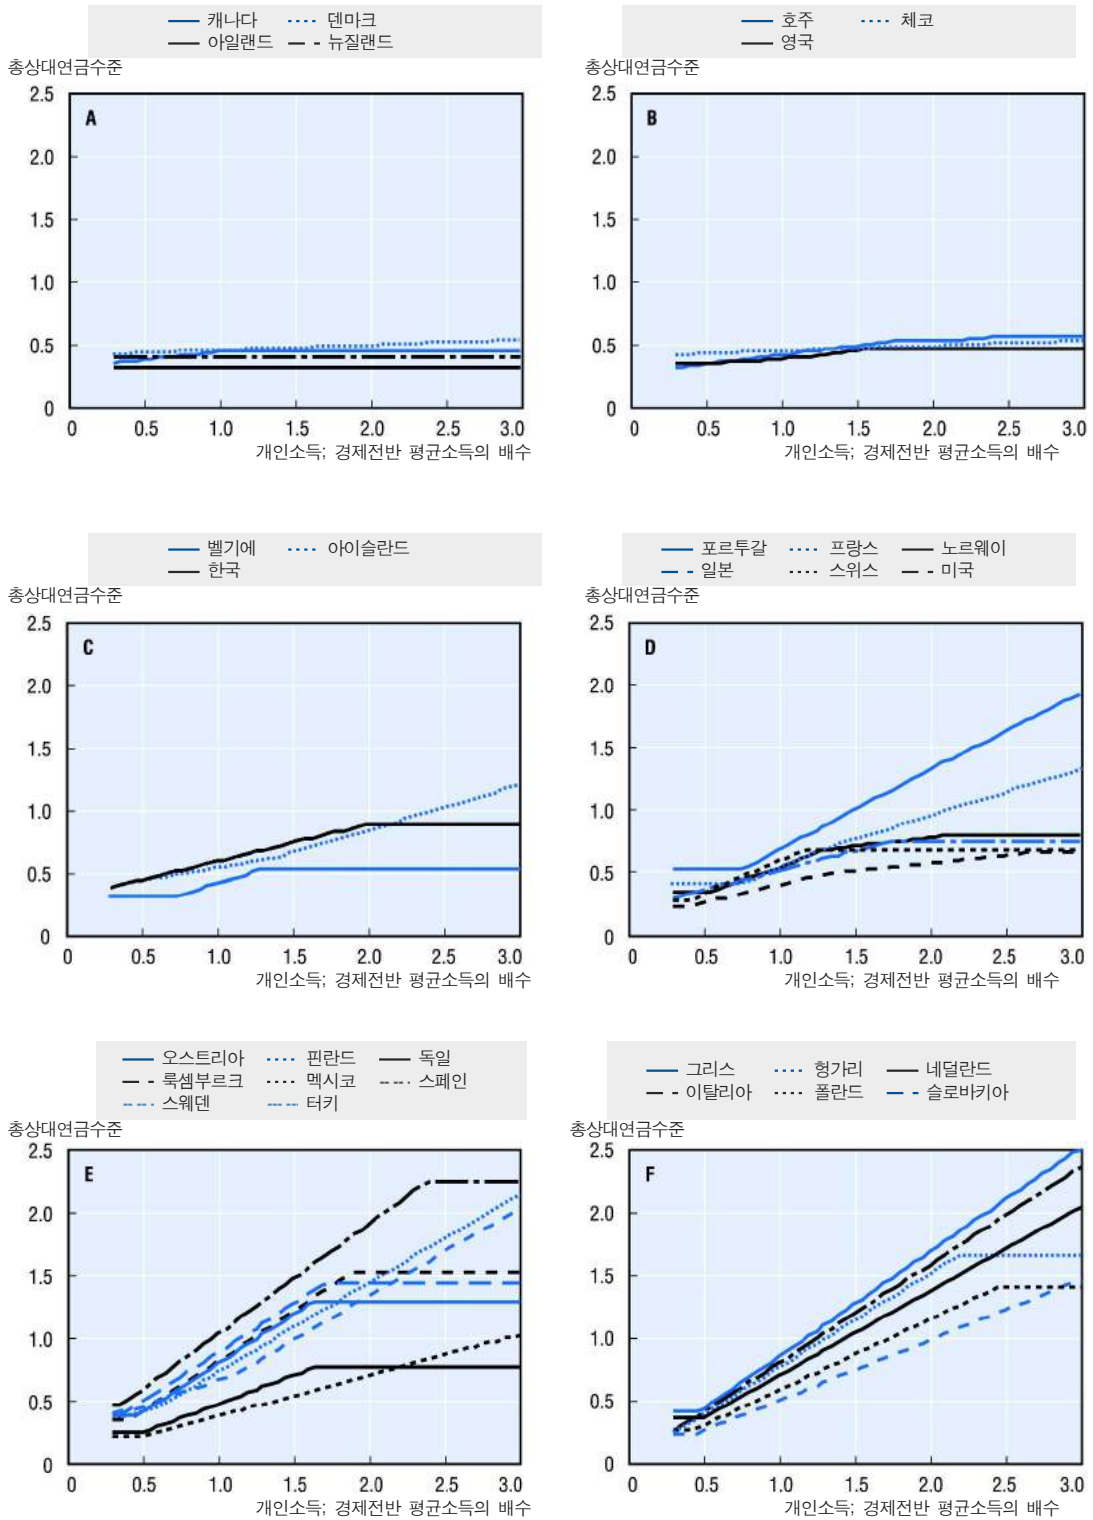 캐나다 덴마크
아일랜드 뉴질랜드
총상대연금수준
A
2.5
2.0
1.5
1.0
0.5
0
0 0.5 1.0 1.5 2.0 2.5 3.0
개인소득; 경제전반 평균소득의 배수
호주 체코
영국
총상대연금수준
B
2.5
2.0
1.5
1.0
0.5
0
0 0.5 1.0 1.5 2.0 2.5 3.0
개인소득; 경제전반 평균소득의 배수
벨기에 아이슬란드
한국
총상대연금수준
C
2.5
2.0
1.5
1.0
0.5
0
0 0.5 1.0 1.5 2.0 2.5 3.0
개인소득; 경제전반 평균소득의 배수
포르투갈 프랑스 노르웨이
일본 스위스 미국
총상대연금수준
D
2.5
2.0
1.5
1.0
0.5
0
0 0.5 1.0 1.5 2.0 2.5 3.0
개인소득; 경제전반 평균소득의 배수
오스트리아 핀란드 독일
룩셈부르크 멕시코 스페인
스웨덴 터키
총상대연금수준
E
2.5
2.0
1.5
1.0
0.5
0
0 0.5 1.0 1.5 2.0 2.5 3.0
개인소득; 경제전반 평균소득의 배수
그리스 헝가리 네덜란드
이탈리아 폴란드 슬로바키아
총상대연금수준
F
2.5
2.0
1.5
1.0
0.5
0
0 0.5 1.0 1.5 2.0 2.5 3.0
개인소득; 경제전반 평균소득의 배수